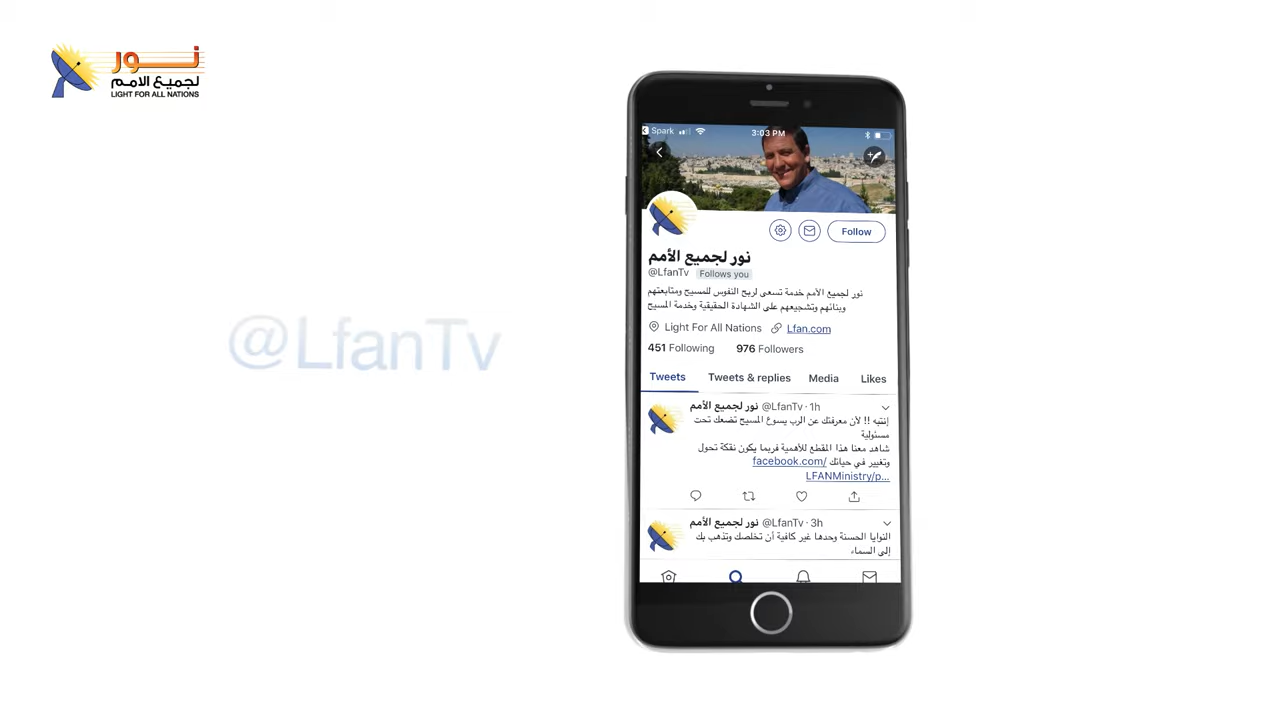 نور
لجميع الامم
LIGHT FOR ALL NATIONS
@LfanTv
Spark
3:03 PM
Follow
نور لجميع الأمم
@LfanTv Follows you
نور لجميع الأمم خدمة تسعى لربح النفوس للمسيح ومتابعتهم
وبنائهم وتشجيعهم على الشهادة الحقيقية وخدمة المسيح
Light For All Nations Lfan.com
451 Following 976 Followers
Tweets Tweets & replies Media Likes
نور لجميع الأمم @LfanTv · 1h
إنتبه !! لأن معرفتك عن الرب يسوع المسيح تضعك تحت
مسئولية
شاهد معنا هذا المقطع للأهمية فربما يكون نقكة تحول
وتغيير في حياتك facebook.com/
LFANMinistry/p...
نور لجميع الأمم @LfanTv · 3h
النوايا الحسنة وحدها غير كافية أن تخلصك وتذهب بك
إلى السماء